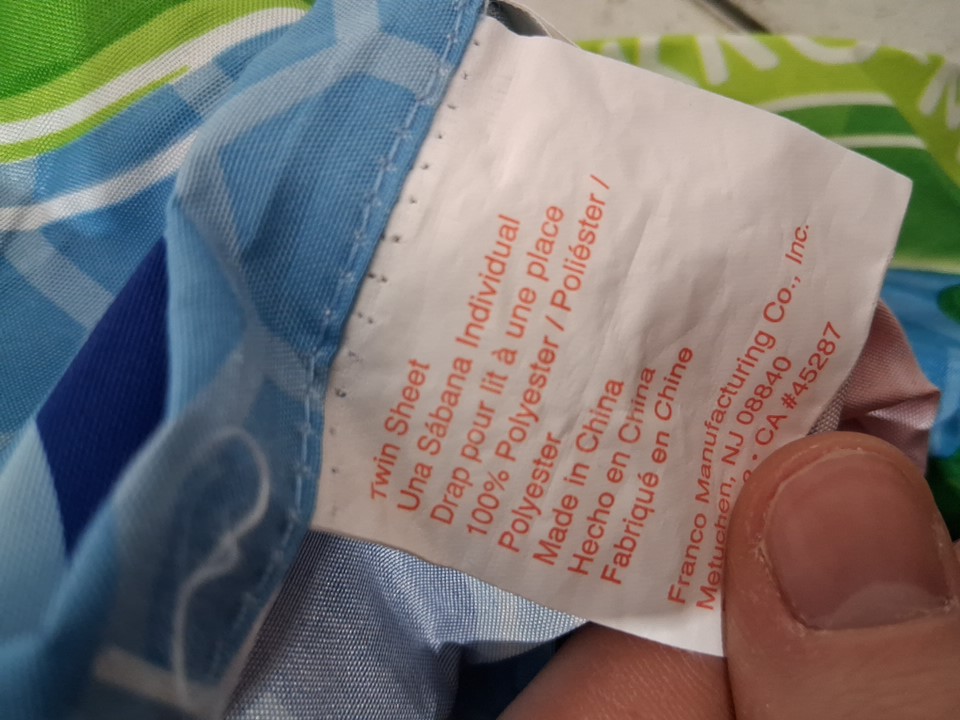 Twin Sheet
Una Sábana Individual
Drap pour lit à une place
100% Polyester / Poliéster /
Polyester
Made in China
Hecho en China
Fabriqué en Chine
Franco Manufacturing Co., Inc.
Metuchen, NJ 08840
• CA #45287